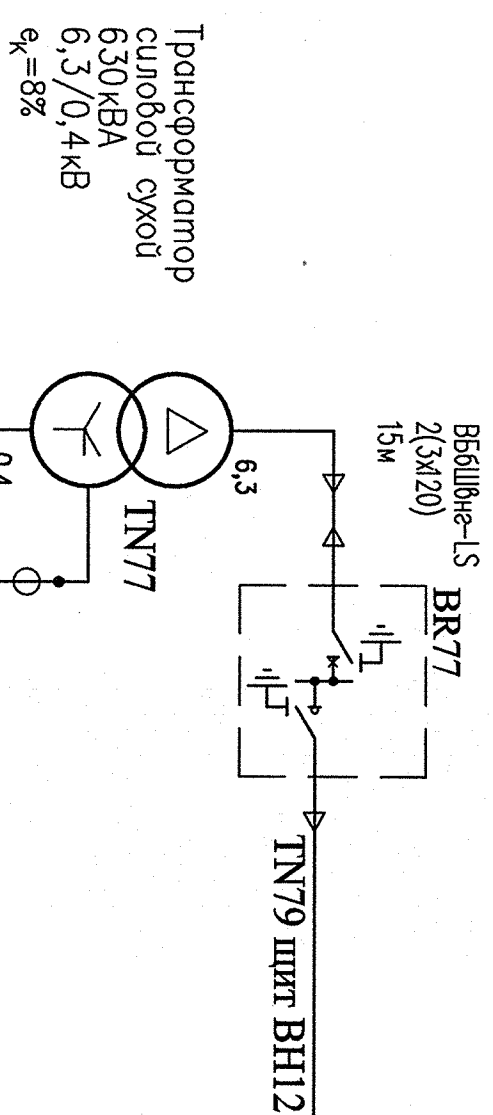 Трансформатор
силовой сухой
630кВА
6,3/0,4кВ
eк=8%
ВБбШвнг-LS
2(3х120)
15м
6,3
TN77
BR77
TN79 щит ВН12